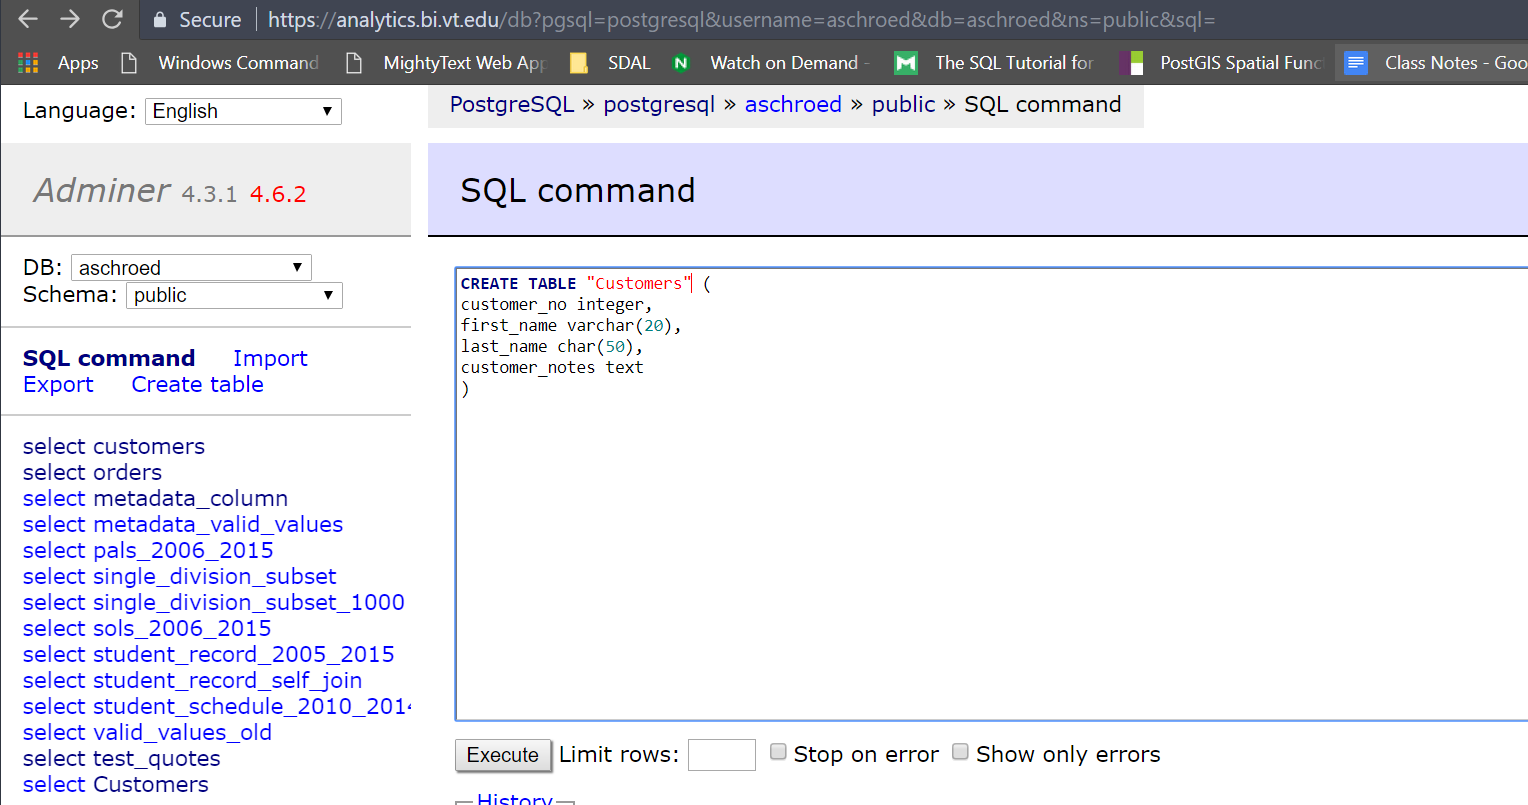 Secure https://analytics.bi.vt.edu/db?pgsql=postgresql&username=aschroed&db=aschroed&ns=public&sql=
Apps Windows Command MightyText Web App SDAL Watch on Demand - The SQL Tutorial for PostGIS Spatial Func Class Notes - Goo
Language: English
PostgreSQL » postgresql » aschroed » public » SQL command
Adminer 4.3.1 4.6.2
SQL command
DB: aschroed
Schema: public
SQL command Import
Export Create table
select customers
select orders
select metadata_column
select metadata_valid_values
select pals_2006_2015
select single_division_subset
select single_division_subset_1000
select sols_2006_2015
select student_record_2005_2015
select student_record_self_join
select student_schedule_2010_2014
select valid_values_old
select test_quotes
select Customers
CREATE TABLE "Customers" (
customer_no integer,
first_name varchar(20),
last_name char(50),
customer_notes text
)
Execute Limit rows: Stop on error Show only errors
History